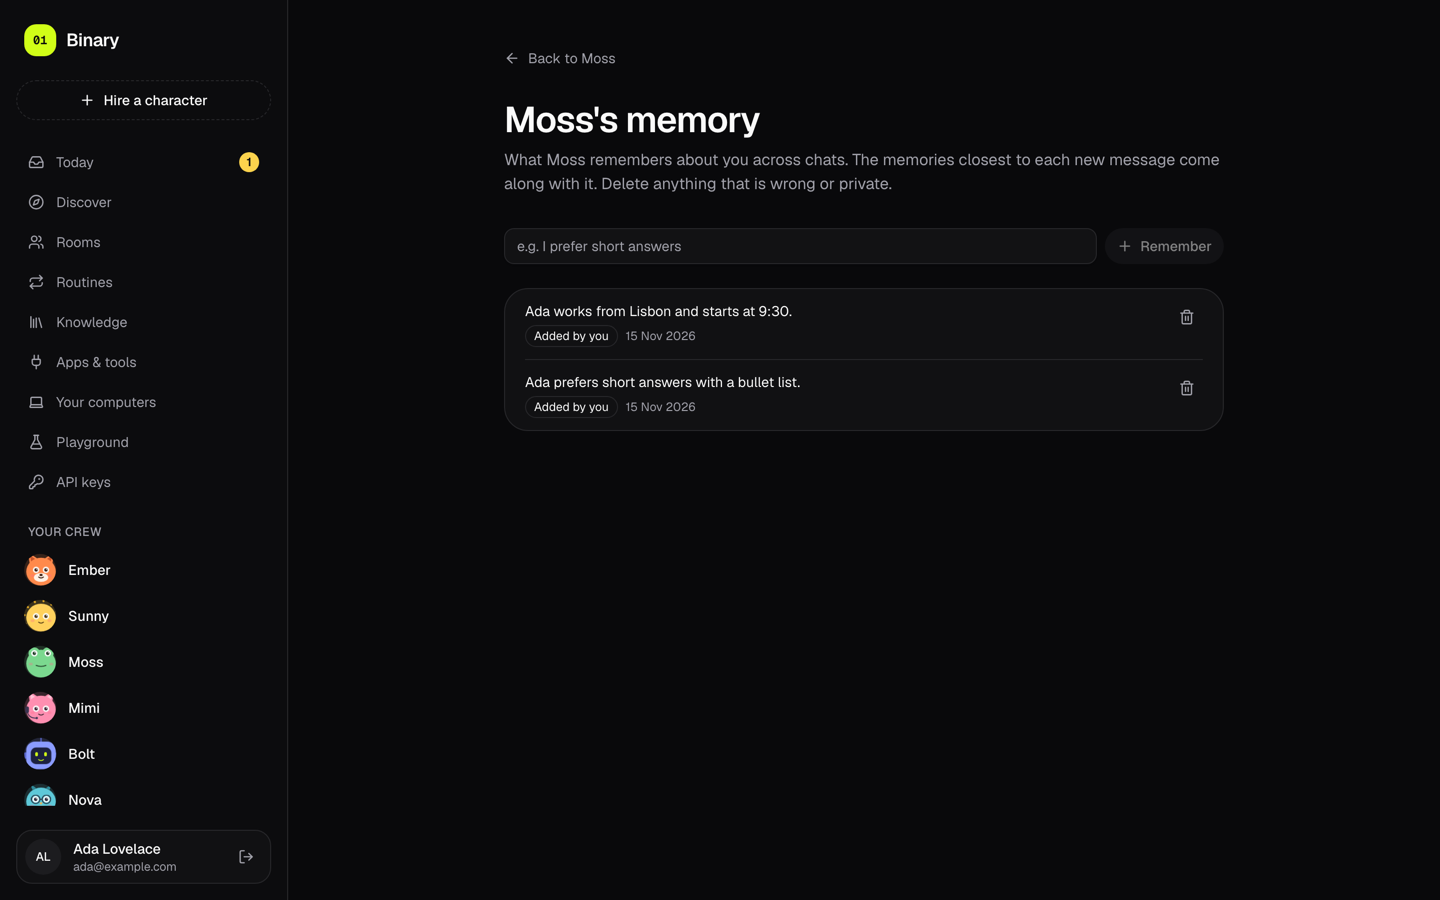 01 Binary
Hire a character
Today 1
Discover
Rooms
Routines
Knowledge
Apps & tools
Your computers
Playground
API keys
YOUR CREW
Ember
Sunny
Moss
Mimi
Bolt
Nova
AL Ada Lovelace
ada@example.com
Back to Moss
Moss's memory
What Moss remembers about you across chats. The memories closest to each new message come
along with it. Delete anything that is wrong or private.
e.g. I prefer short answers
Remember
Ada works from Lisbon and starts at 9:30.
Added by you 15 Nov 2026
Ada prefers short answers with a bullet list.
Added by you 15 Nov 2026